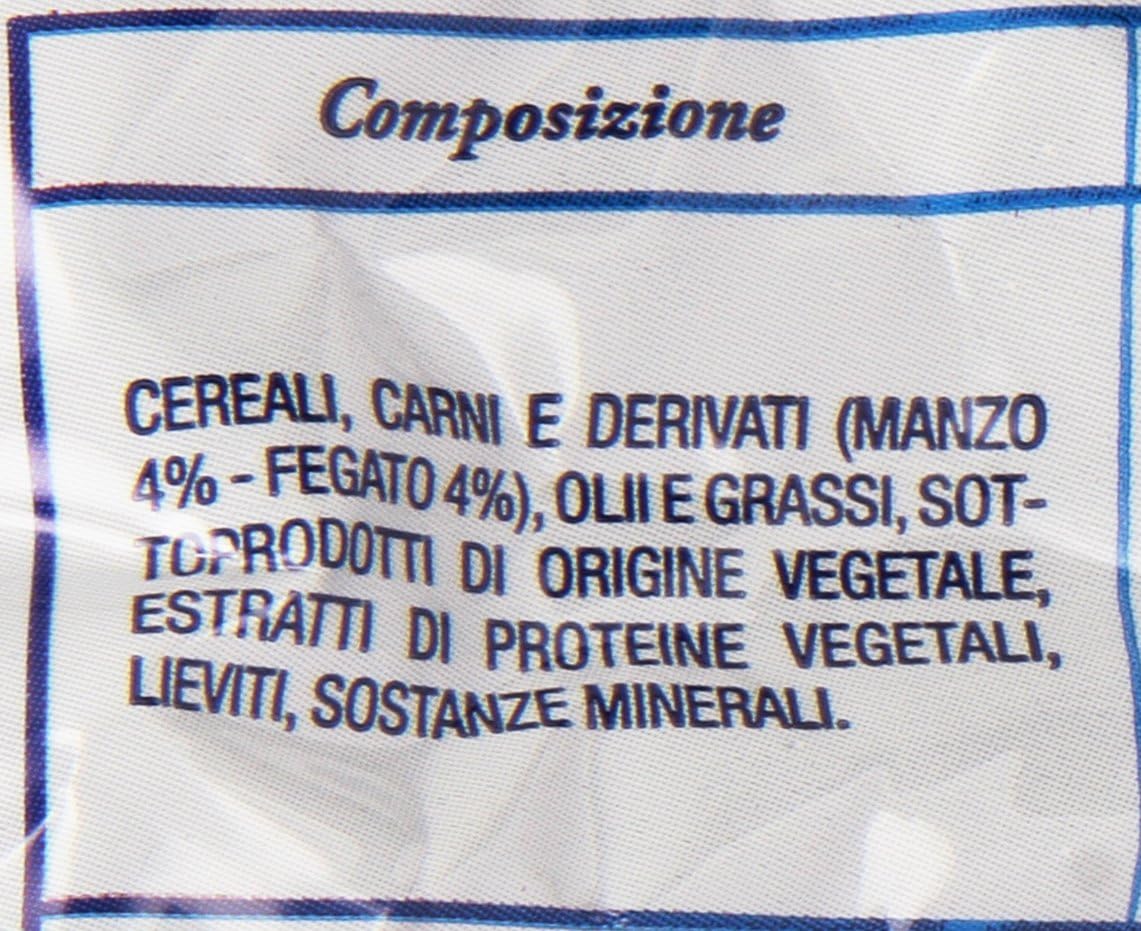 Composizione
CEREALI, CARNI E DERIVATI (MANZO
4% - FEGATO 4%), OLII E GRASSI, SOT-
TOPRODOTTI DI ORIGINE VEGETALE,
ESTRATTI DI PROTEINE VEGETALI,
LIEVITI, SOSTANZE MINERALI.